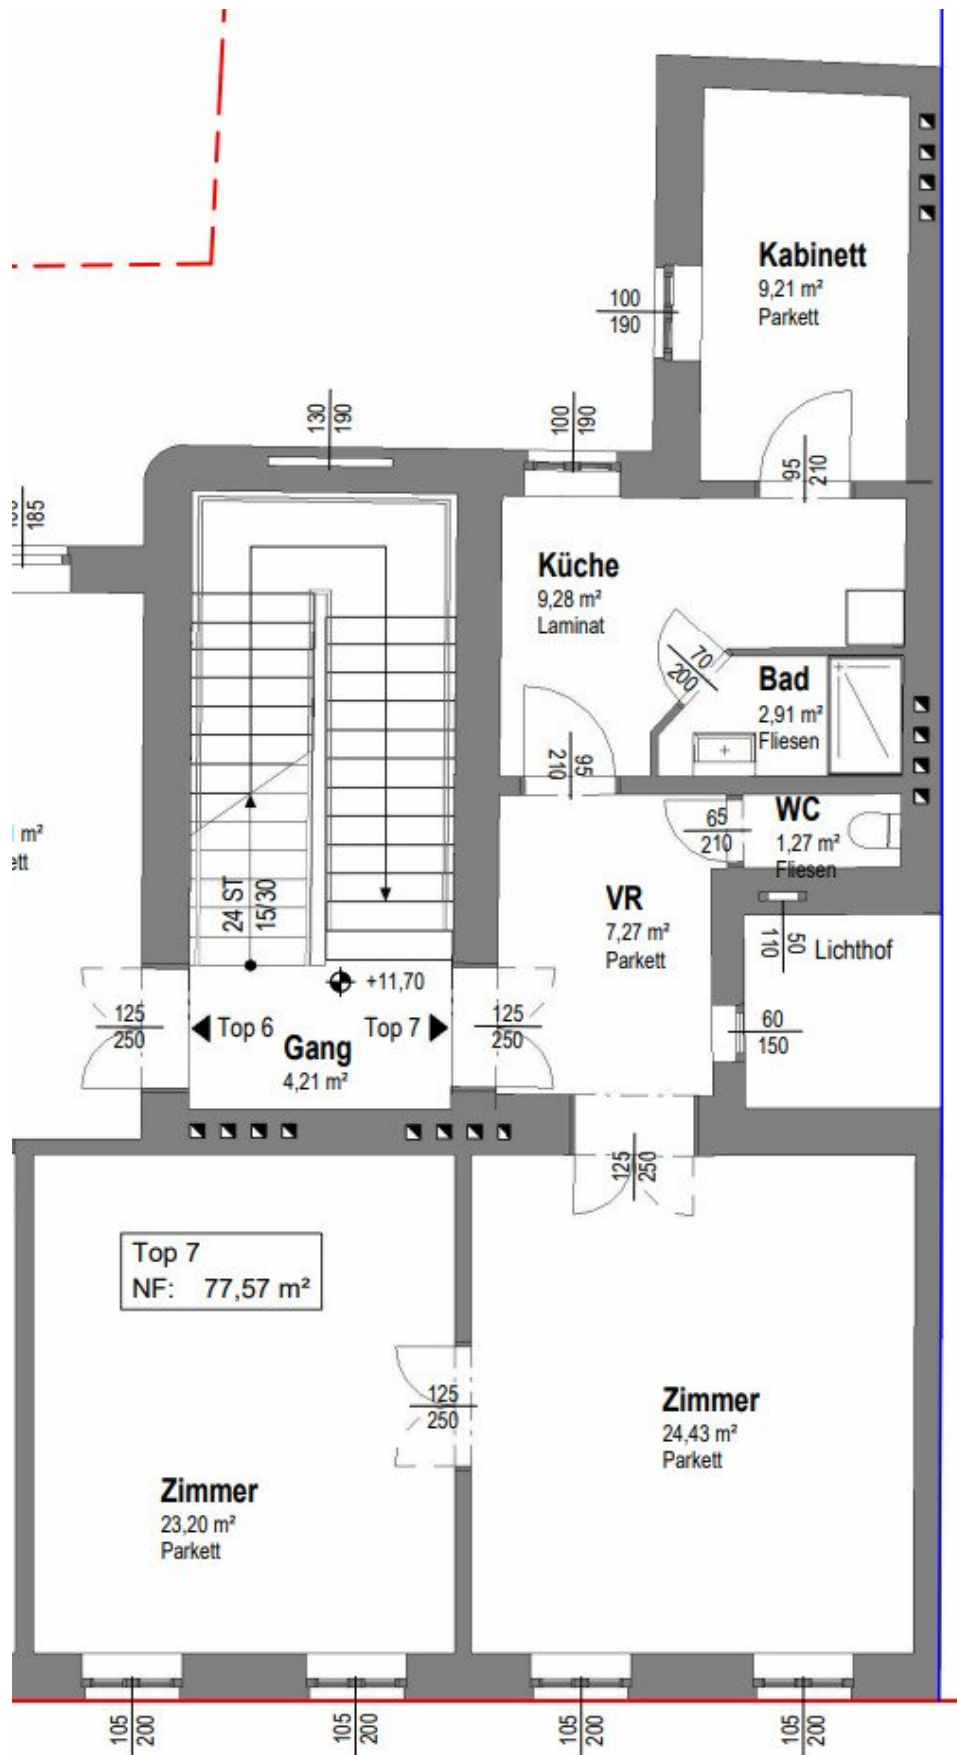 Kabinett
9,21 m²
Parkett
100
190
130
190
100
190
95
210
185
Küche
9,28 m²
Laminat
70
200
Bad
2,91 m²
Fliesen
95
210
WC
1,27 m²
Fliesen
65
210
m²
ett
24 ST
15/30
VR
7,27 m²
Parkett
50
110
Lichthof
+11,70
125
250
Top 6
Top 7
125
250
60
150
Gang
4,21 m²
125
250
Top 7
NF: 77,57 m²
125
250
Zimmer
24,43 m²
Parkett
Zimmer
23,20 m²
Parkett
105
200
105
200
105
200
105
200